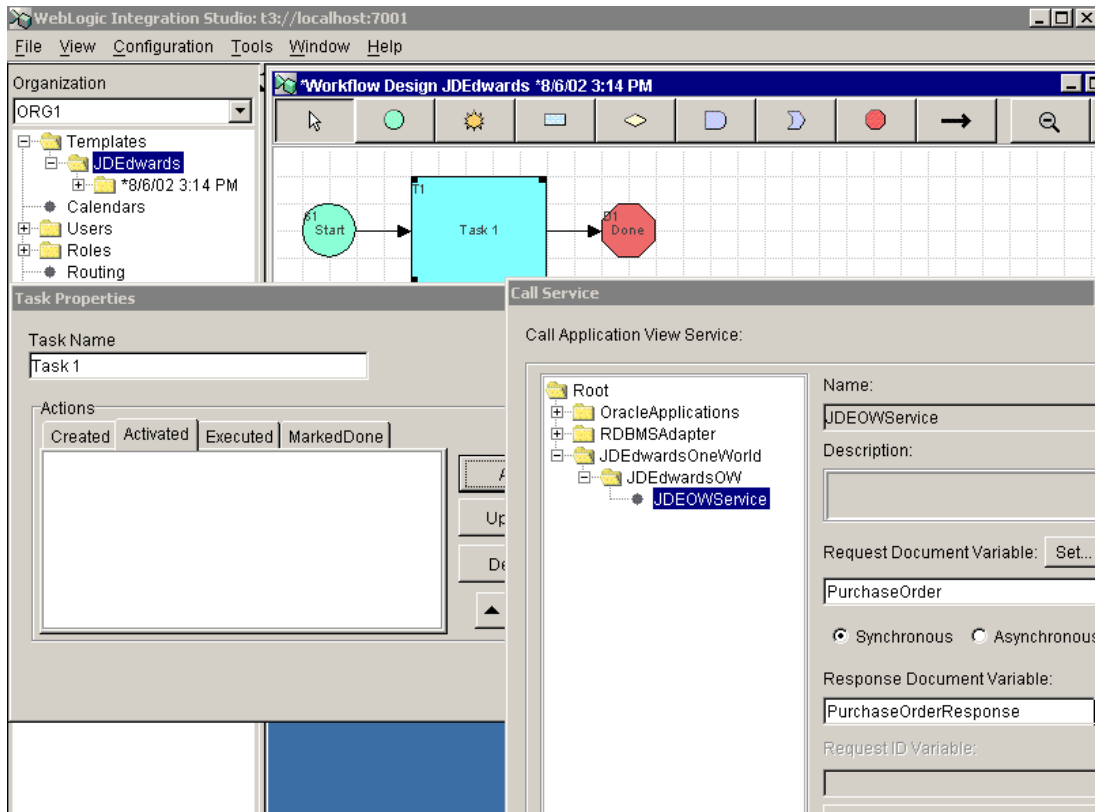 WebLogic Integration Studio: t3://localhost:7001
File View Configuration Tools Window Help
Organization
ORG1
Templates
JDEdwards
*8/6/02 3:14 PM
Calendars
Users
Roles
Routing
*Workflow Design JDEdwards *8/6/02 3:14 PM
S1
Start
T1
Task 1
D1
Done
Task Properties
Task Name
Task 1
Actions
Created Activated Executed MarkedDone
Up
De
Call Service
Call Application View Service:
Root
OracleApplications
RDBMSAdapter
JDEdwardsOneWorld
JDEdwardsOW
JDEOWService
Name:
JDEOWService
Description:
Request Document Variable: Set...
PurchaseOrder
Synchronous Asynchronous
Response Document Variable:
PurchaseOrderResponse
Request ID Variable: